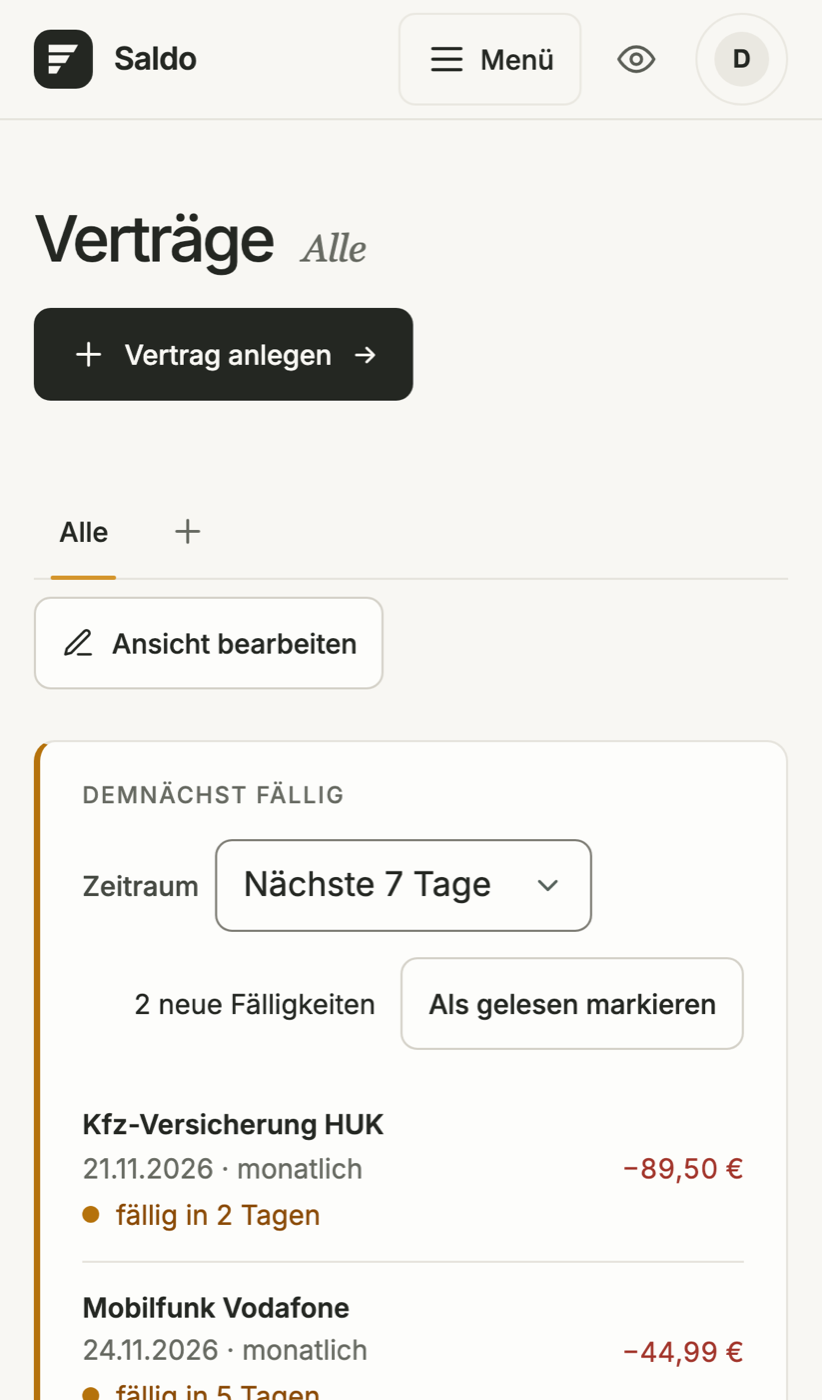 Saldo
Menü
D
Verträge Alle
Vertrag anlegen
Alle
Ansicht bearbeiten
DEMNÄCHST FÄLLIG
Zeitraum Nächste 7 Tage
2 neue Fälligkeiten Als gelesen markieren
Kfz-Versicherung HUK
21.11.2026 · monatlich −89,50 €
fällig in 2 Tagen
Mobilfunk Vodafone
24.11.2026 · monatlich −44,99 €
fällig in 5 Tagen